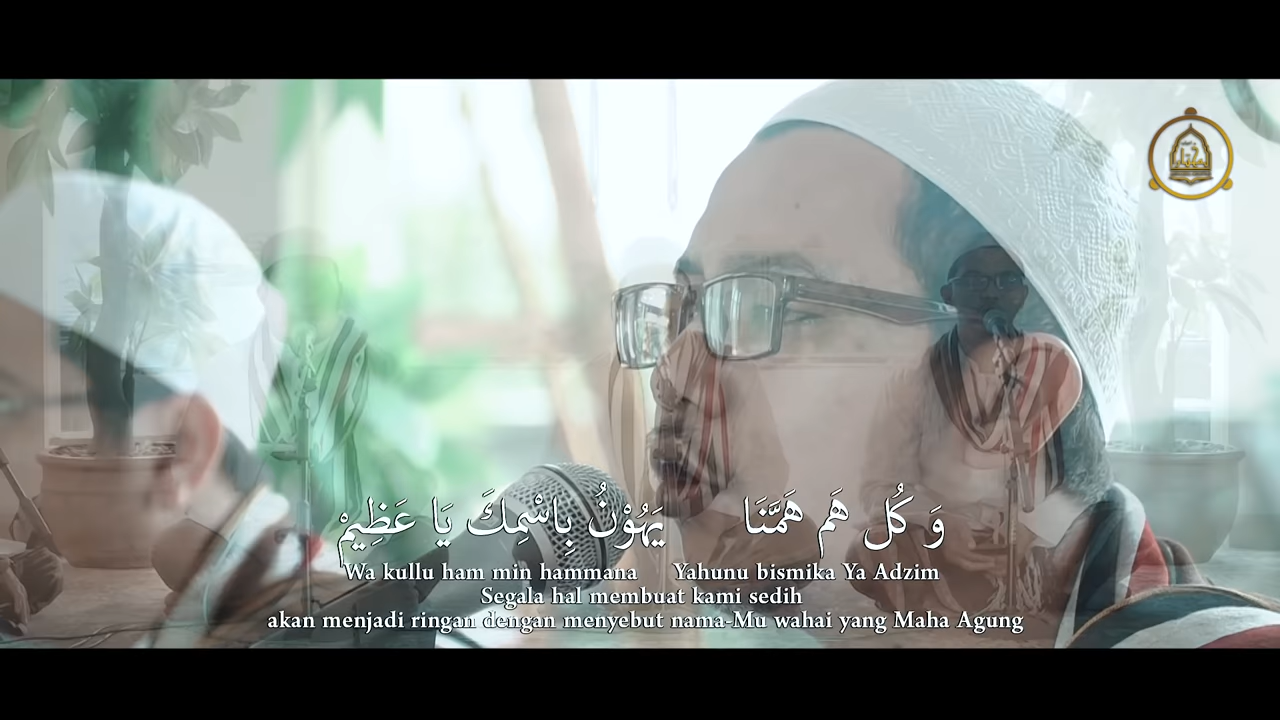 وَ كُل هَم هَمَّنَا    يَهُوْنُ بِاسْمِكَ يَا عَظِيمْ
Wa kullu ham min hammana Yahunu bismika Ya Adzim
Segala hal membuat kami sedih
akan menjadi ringan dengan menyebut nama-Mu wahai yang Maha Agung